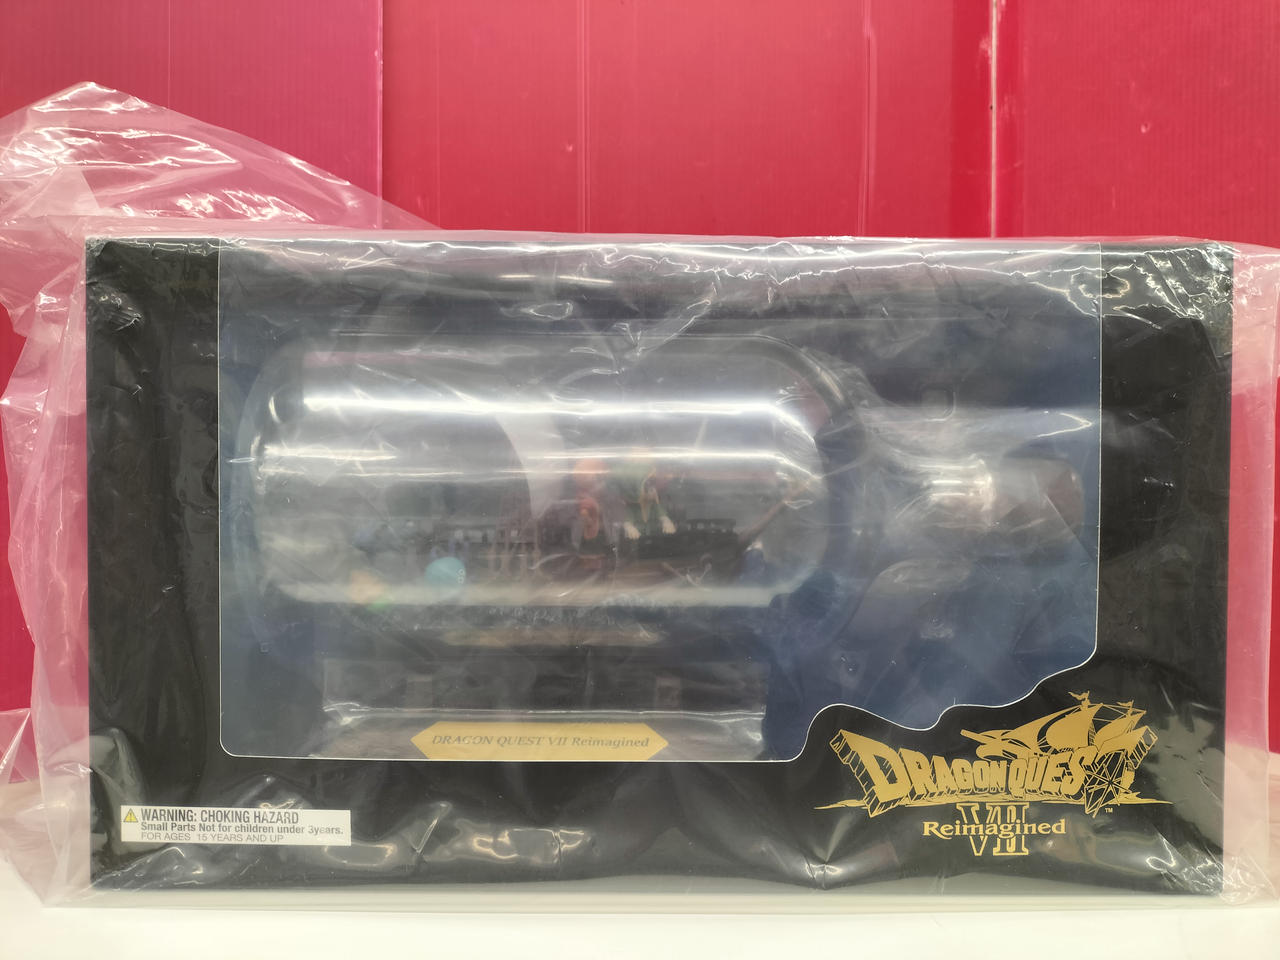 DRAGON QUEST VII Reimagined
WARNING: CHOKING HAZARD
Small Parts Not for children under 3years.
FOR AGES 15 YEARS AND UP
DRAGON QUEST
TM
VII
Reimagined